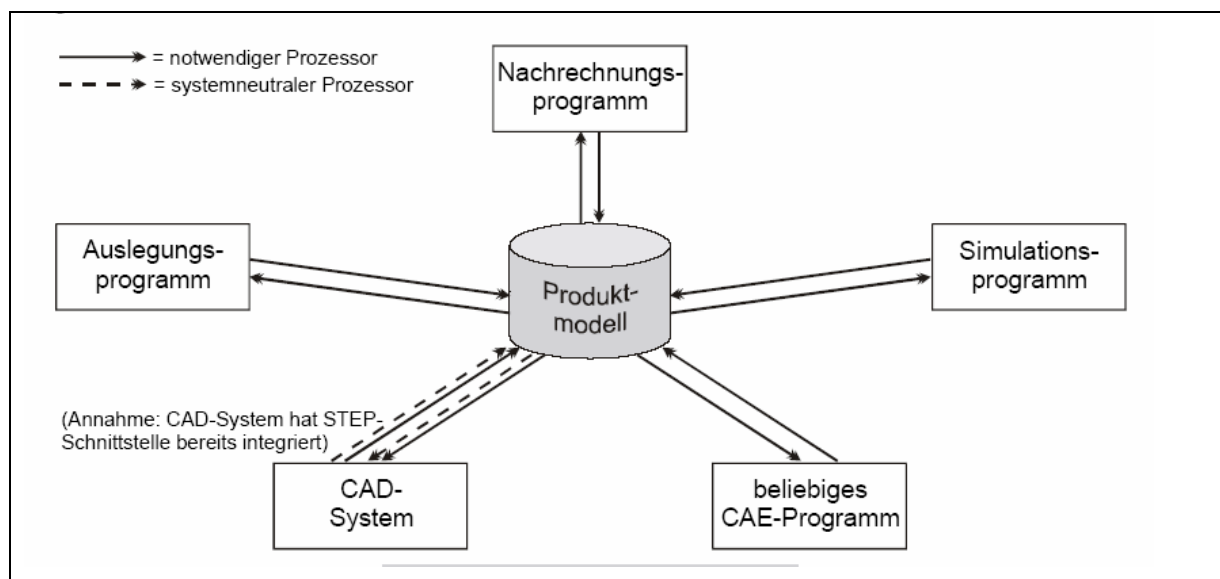 = notwendiger Prozessor
= systemneutraler Prozessor
Nachrechnungs-
programm
Auslegungs-
programm
Simulations-
programm
Produkt-
modell
(Annahme: CAD-System hat STEP-
Schnittstelle bereits integriert)
CAD-
System
beliebiges
CAE-Programm